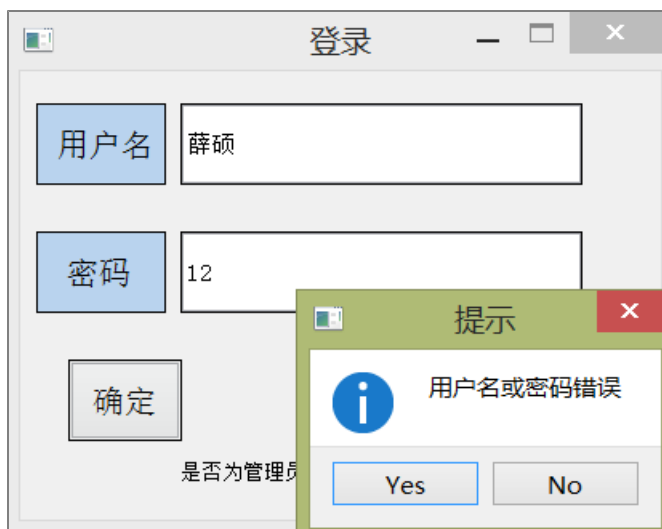 登录
用户名
薛硕
密码
12
提示
用户名或密码错误
Yes
No
确定
是否为管理员